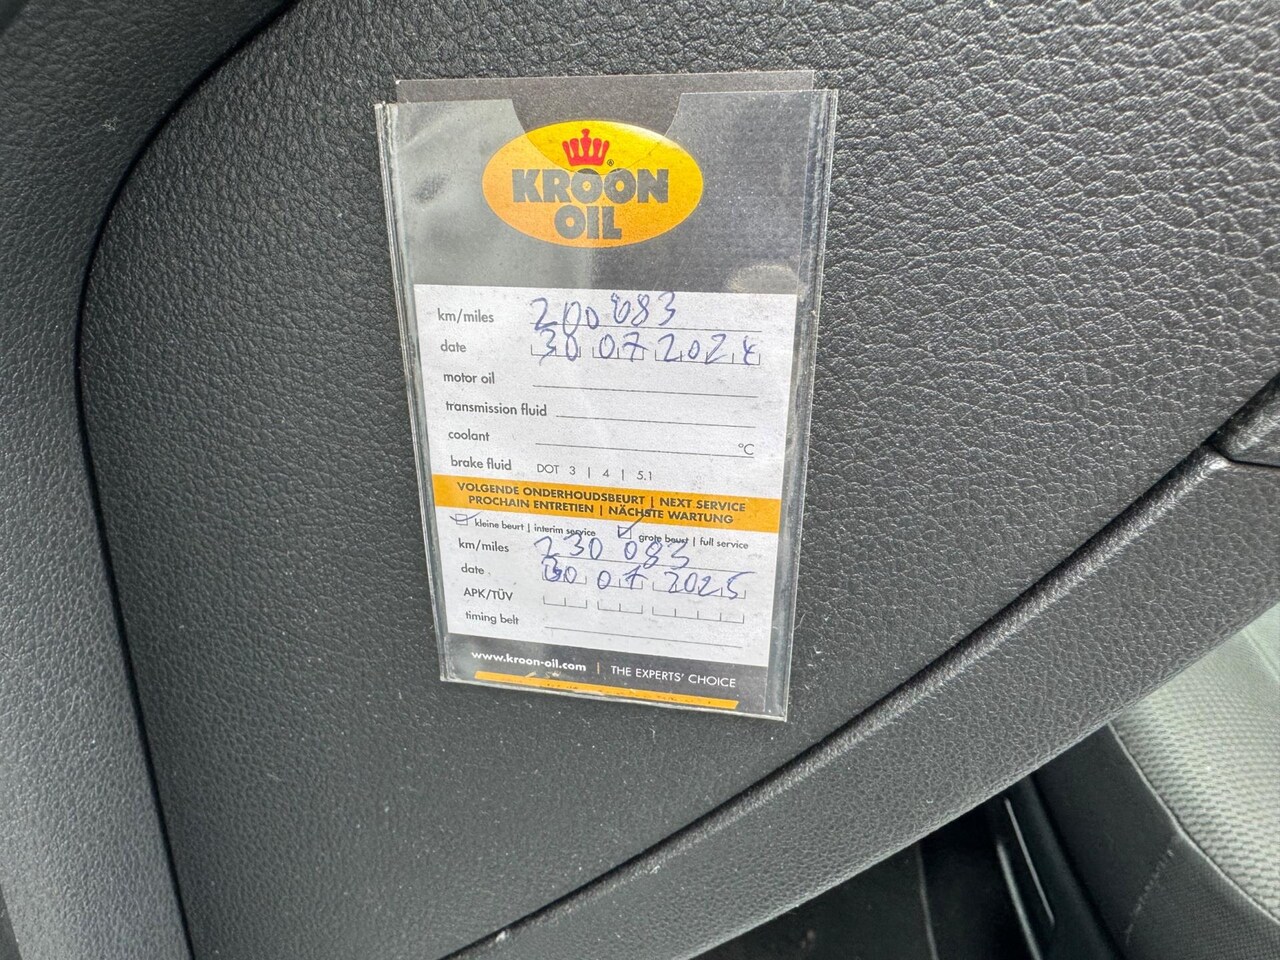 KROON
OIL
®
km/miles 200 083
date 30 07 2024
motor oil
transmission fluid
coolant °C
brake fluid DOT 3 | 4 | 5.1
VOLGENDE ONDERHOUDSBEURT | NEXT SERVICE
PROCHAIN ENTRETIEN | NÄCHSTE WARTUNG
kleine beurt | interim service grote beurt | full service
km/miles 230 083
date 30 07 2025
APK/TÜV
timing belt
www.kroon-oil.com | THE EXPERTS' CHOICE